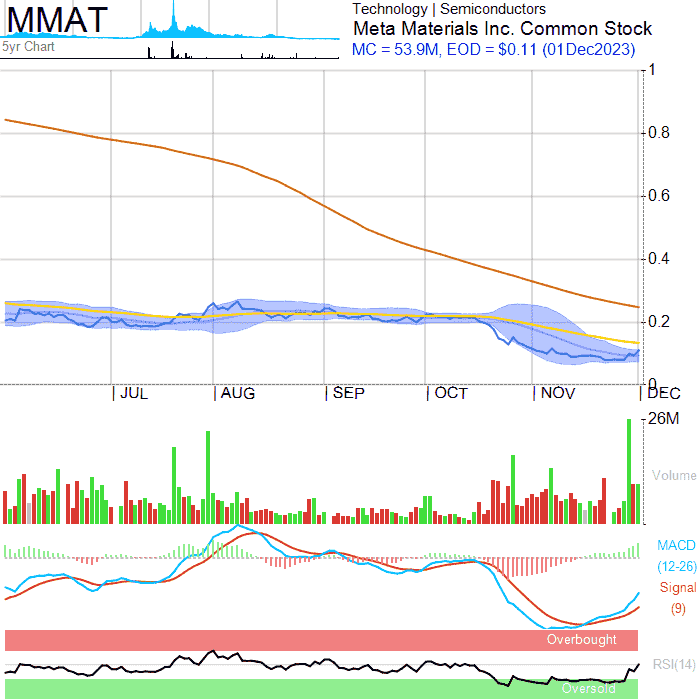 MMAT
5yr Chart
Technology | Semiconductors
Meta Materials Inc. Common Stock
MC = 53.9M, EOD = $0.11 (01Dec2023)
1
0.8
0.6
0.4
0.2
0
| JUL | AUG | SEP | OCT | NOV | DEC
26M
Volume
MACD
(12-26)
Signal
(9)
Overbought
RSI(14)
Oversold